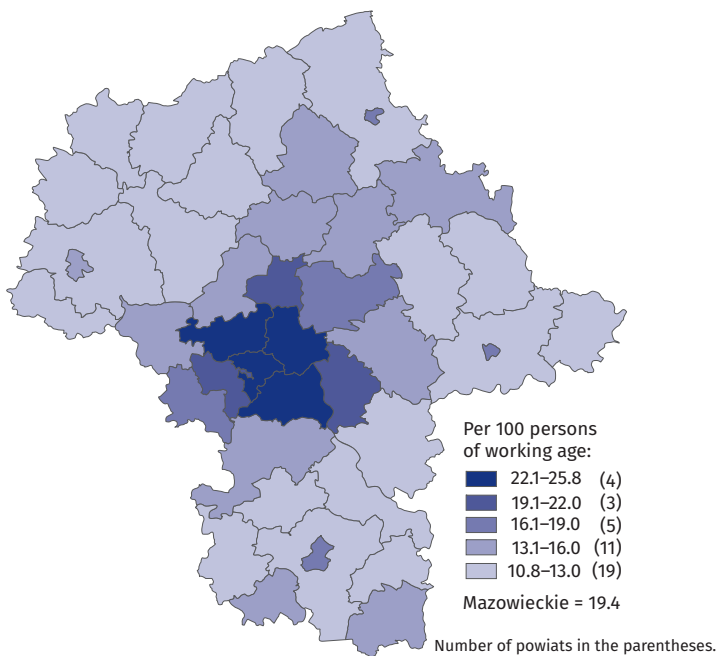 Per 100 persons
of working age:
22.1–25.8 (4)
19.1–22.0 (3)
16.1–19.0 (5)
13.1–16.0 (11)
10.8–13.0 (19)
Mazowieckie = 19.4
Number of powiats in the parentheses.